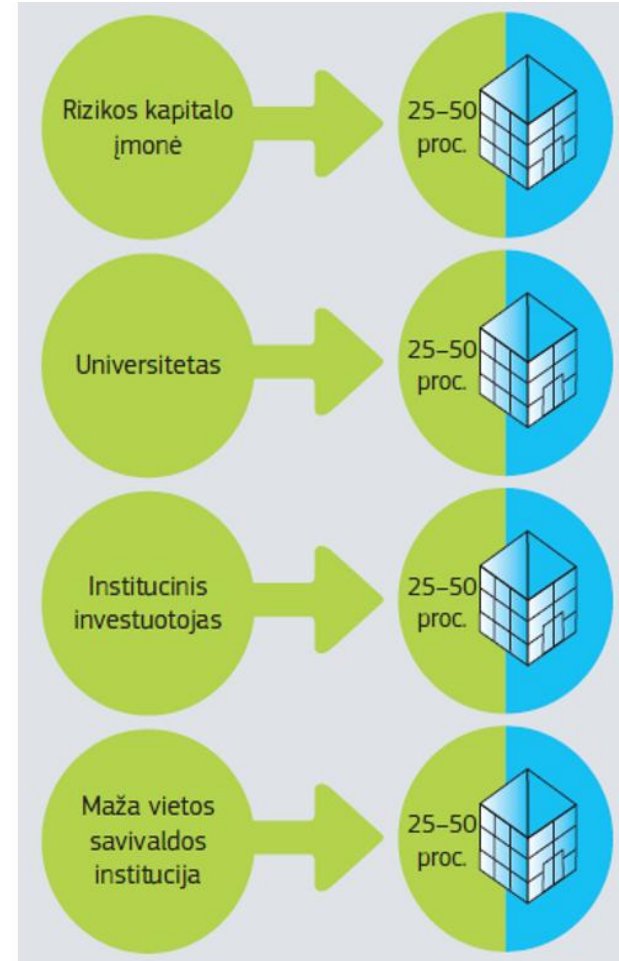 Rizikos kapitalo
įmonė
25–50
proc.
Universitetas
25–50
proc.
Institucinis
investuotojas
25–50
proc.
Maža vietos
savivaldos
institucija
25–50
proc.